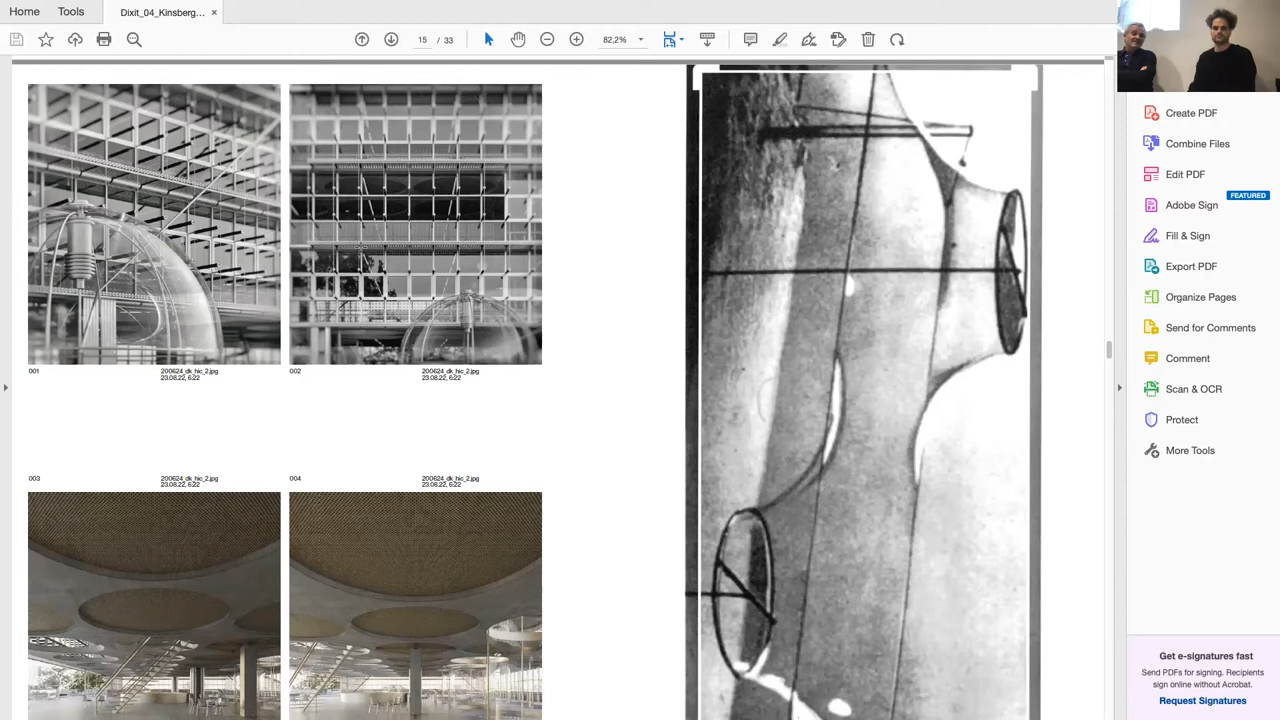 Home
Tools
Dixit_04_Kinsberg...
15 / 33
82,2%
001
200624_dk_hic_2.jpg
23.08.22, 6:22
002
200624_dk_hic_2.jpg
23.08.22, 6:22
003
200624_dk_hic_2.jpg
23.08.22, 6:22
004
200624_dk_hic_2.jpg
23.08.22, 6:22
Create PDF
Combine Files
Edit PDF
FEATURED
Adobe Sign
Fill & Sign
Export PDF
Organize Pages
Send for Comments
Comment
Scan & OCR
Protect
More Tools
Get e-signatures fast
Send PDFs for signing. Recipients
sign online without Acrobat.
Request Signatures